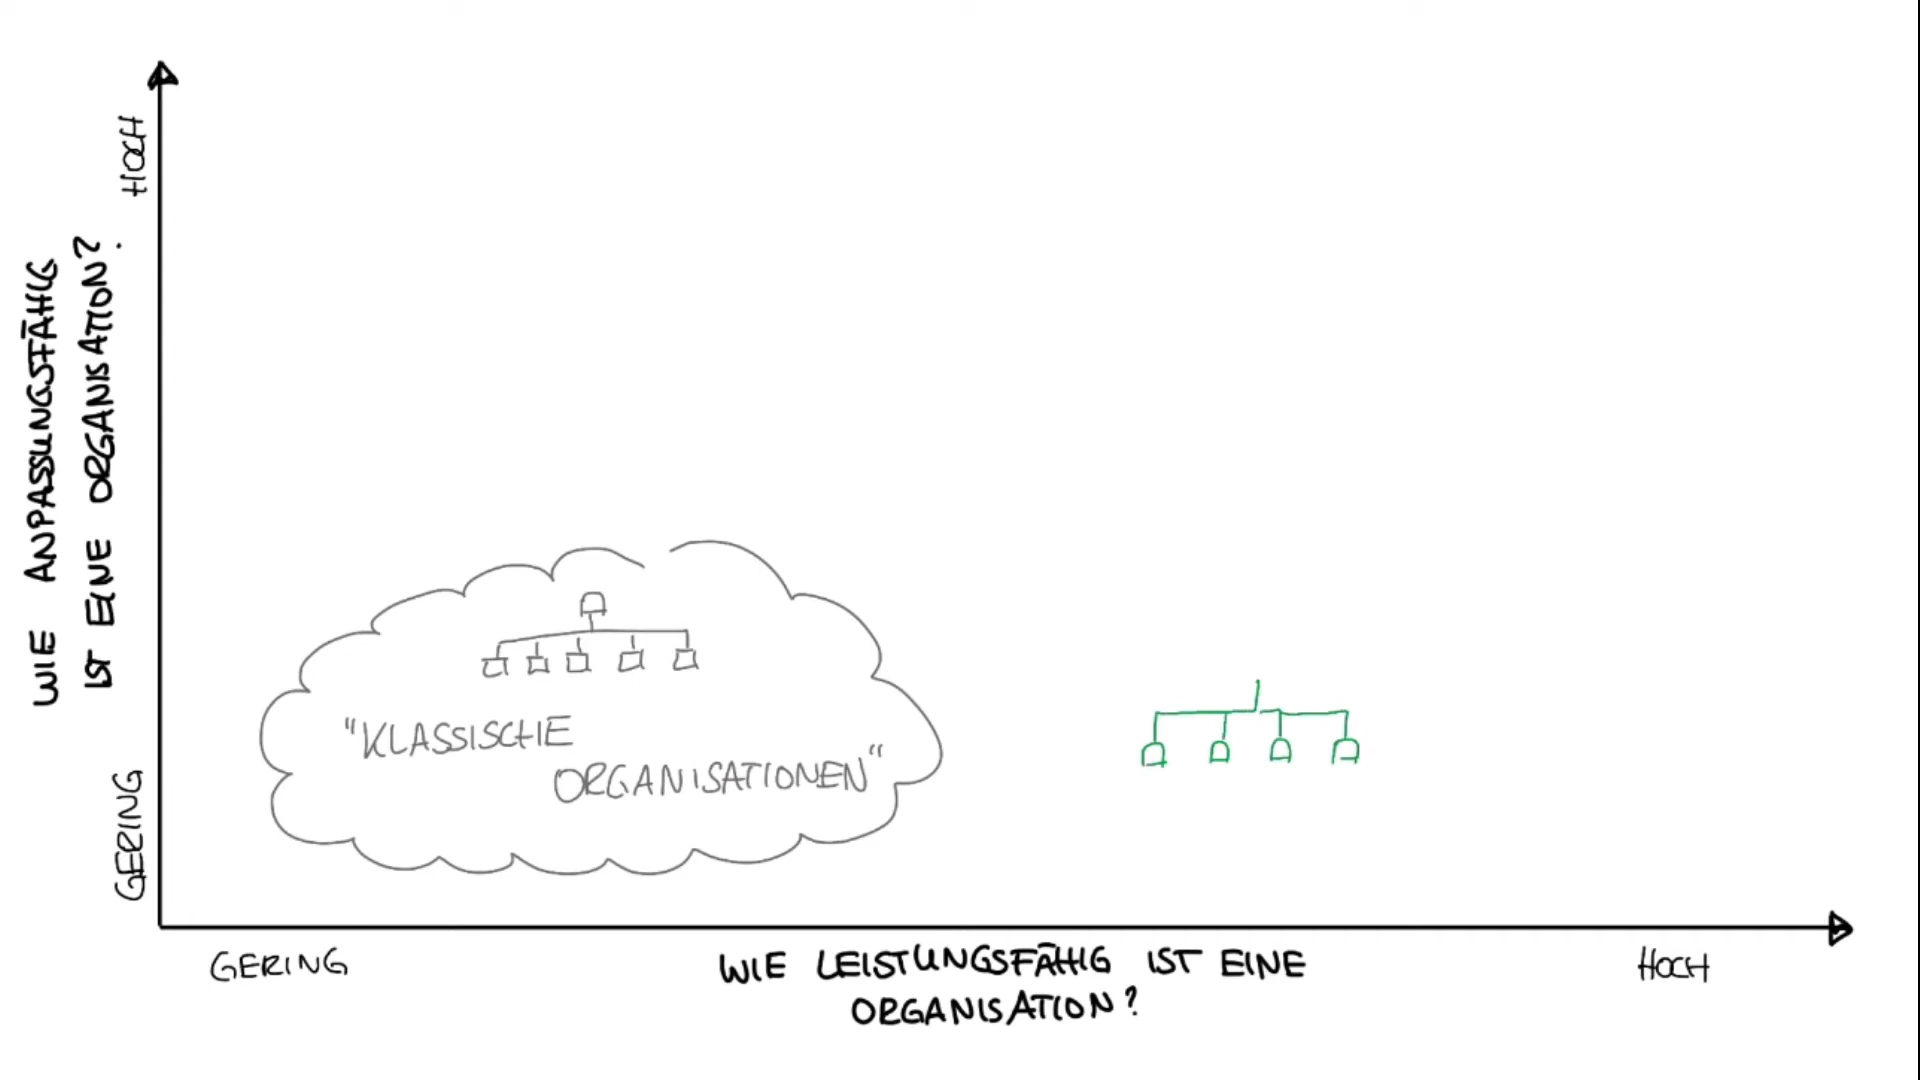 HOCH
WIE ANPASSUNGSFÄHIG
IST EINE ORGANISATION?
GERING
"KLASSISCHE
ORGANISATIONEN"
GERING
WIE LEISTUNGSFÄHIG IST EINE
ORGANISATION?
HOCH